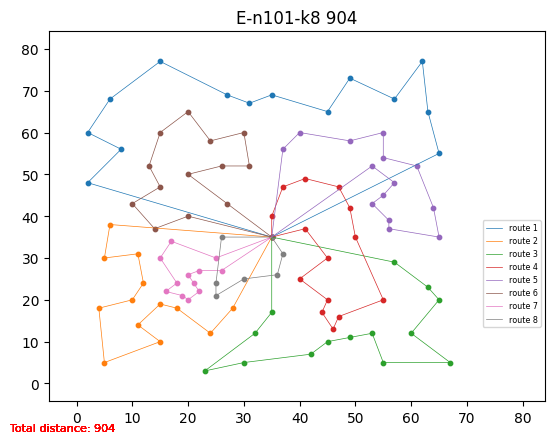 E-n101-k8 904
80
70
60
50
40
30
20
10
0
route 1
route 2
route 3
route 4
route 5
route 6
route 7
route 8
0 10 20 30 40 50 60 70 80
Total distance: 904